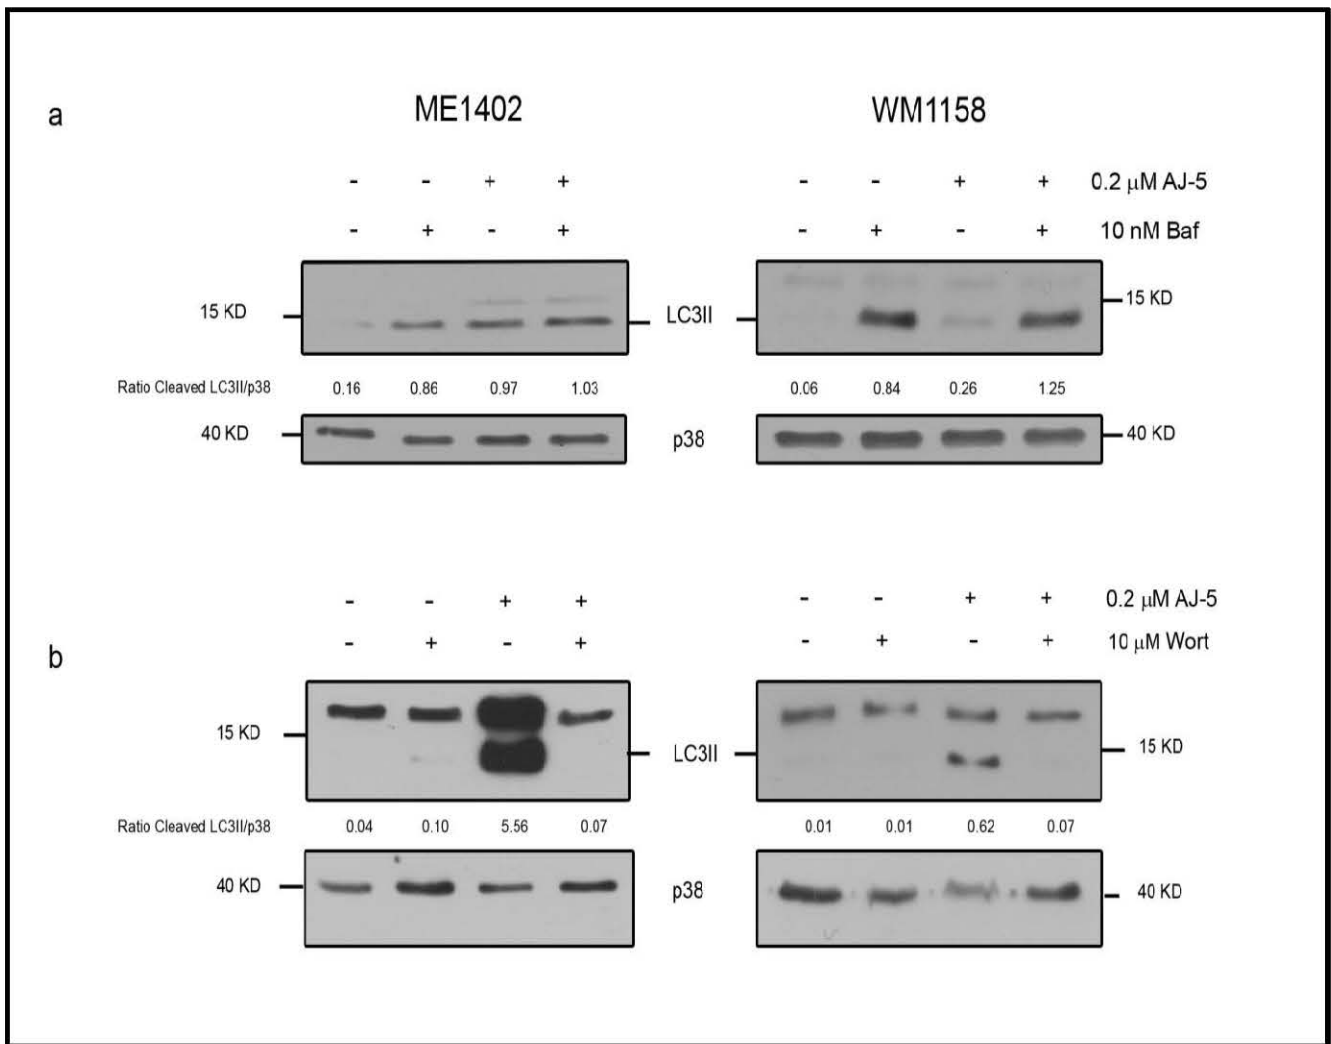 a
ME1402
WM1158
- - + +
- - + + 0.2 µM AJ-5
- + - +
- + - + 10 nM Baf
15 KD
LC3II
15 KD
Ratio Cleaved LC3II/p38
0.16 0.86 0.97 1.03
0.06 0.84 0.26 1.25
40 KD
p38
40 KD
b
- - + +
- - + + 0.2 µM AJ-5
- + - +
- + - + 10 µM Wort
15 KD
LC3II
15 KD
Ratio Cleaved LC3II/p38
0.04 0.10 5.56 0.07
0.01 0.01 0.62 0.07
40 KD
p38
40 KD